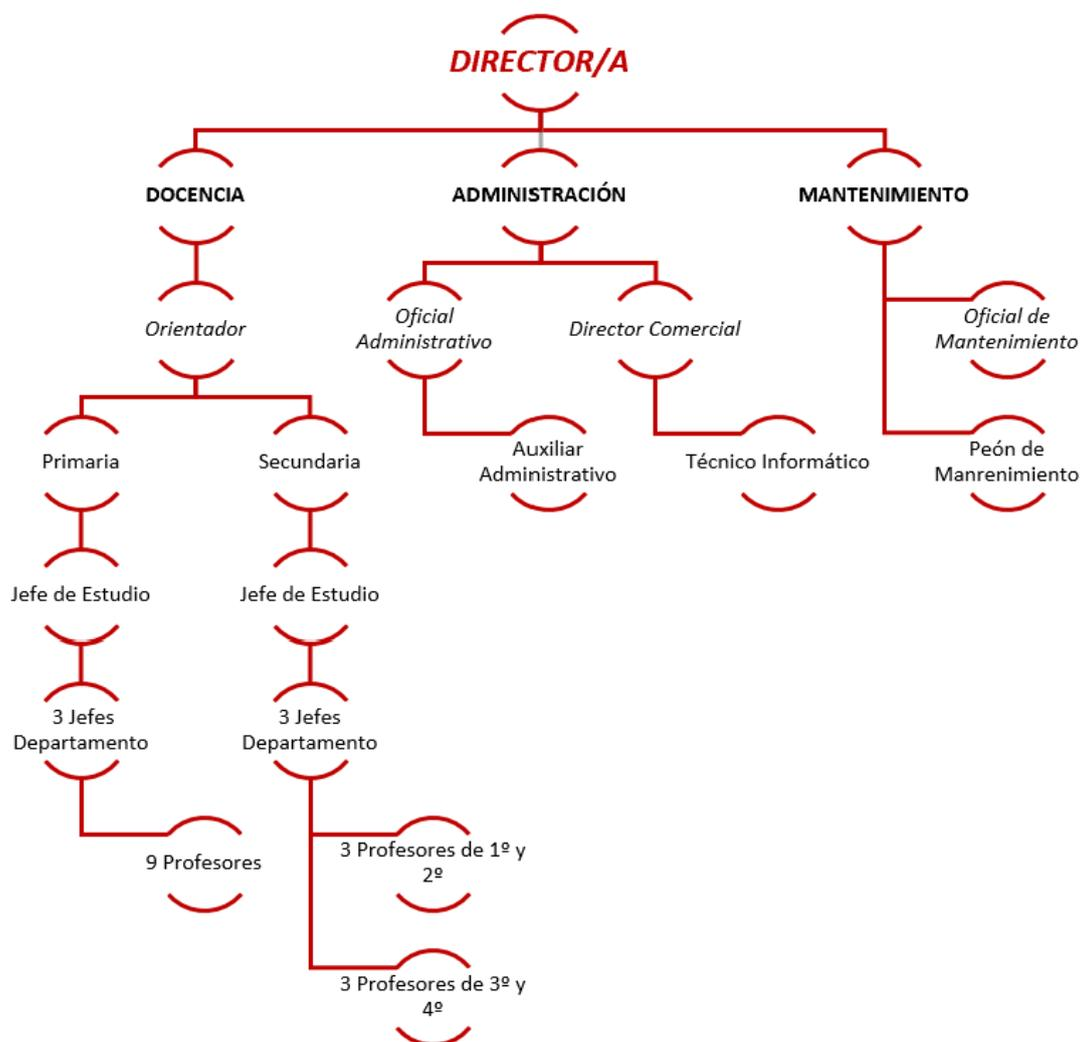 DIRECTOR/A
DOCENCIA
ADMINISTRACIÓN
MANTENIMIENTO
Orientador
Oficial
Administrativo
Director Comercial
Oficial de
Mantenimiento
Primaria
Secundaria
Auxiliar
Administrativo
Técnico Informático
Peón de
Manrenimiento
Jefe de Estudio
Jefe de Estudio
3 Jefes
Departamento
3 Jefes
Departamento
9 Profesores
3 Profesores de 1º y
2º
3 Profesores de 3º y
4º